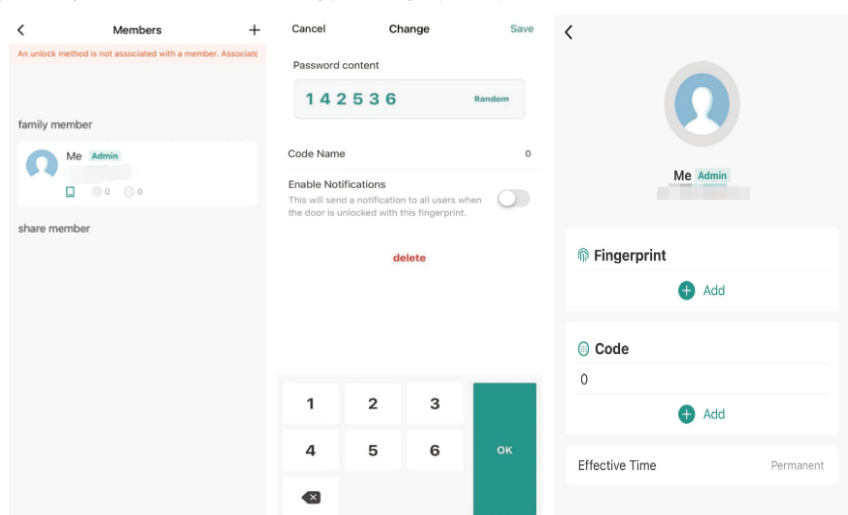 Members
An unlock method is not associated with a member. Associate
family member
Me Admin
0 0
share member
Cancel Change Save
Password content
142536 Random
Code Name 0
Enable Notifications
This will send a notification to all users when
the door is unlocked with this fingerprint.
delete
1 2 3
4 5 6 OK
Me Admin
Fingerprint
Add
Code
0
Add
Effective Time Permanent